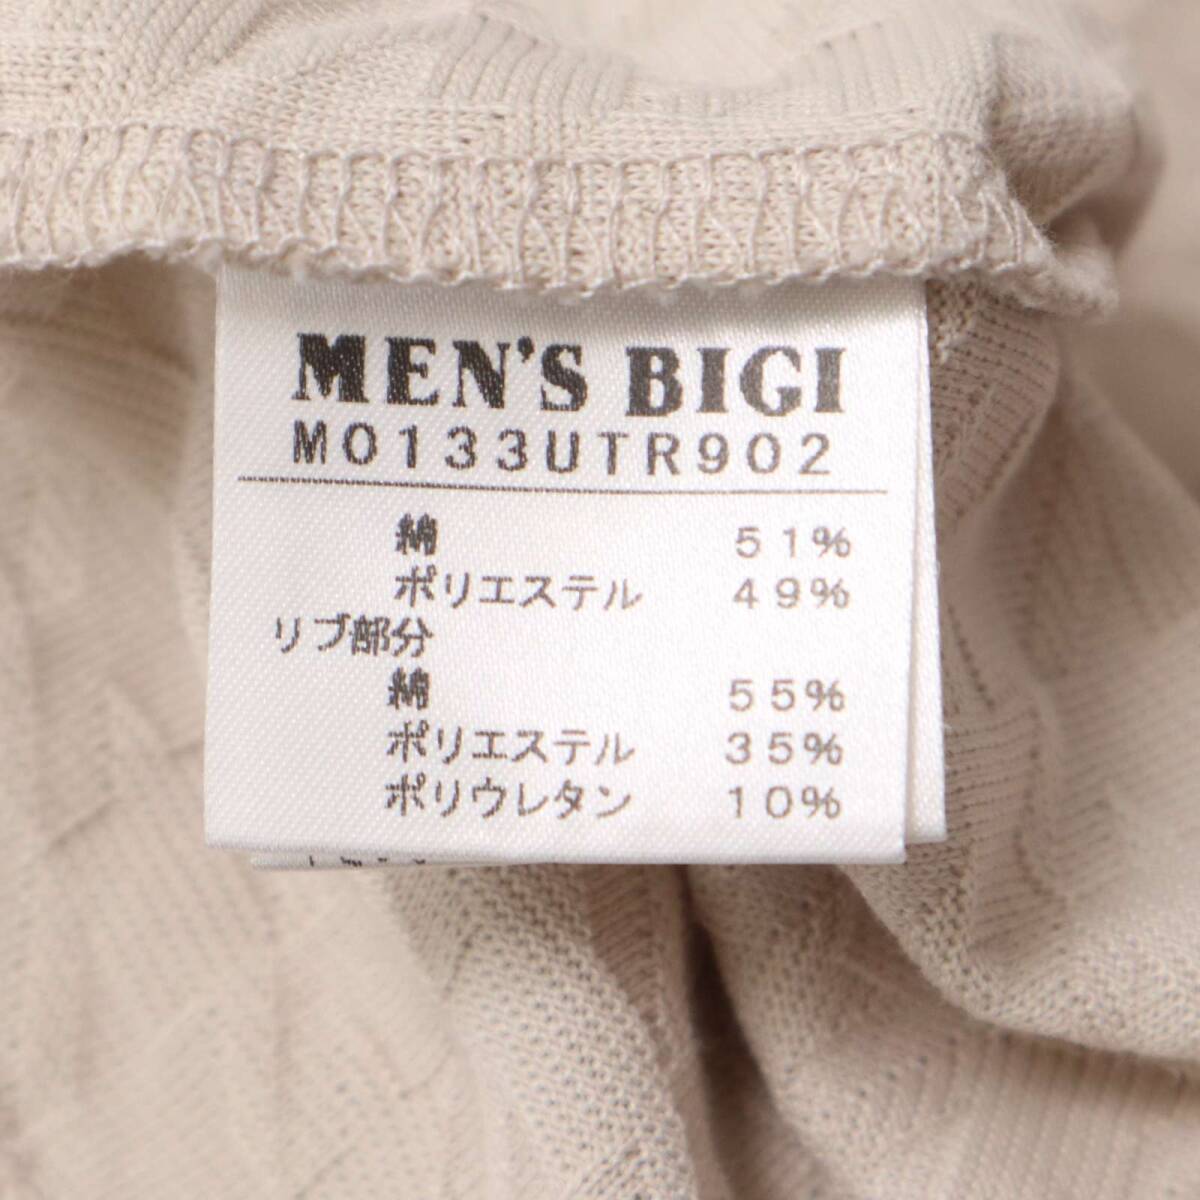 MEN'S BIGI
M0133UTR902
綿 51%
ポリエステル 49%
リブ部分
綿 55%
ポリエステル 35%
ポリウレタン 10%